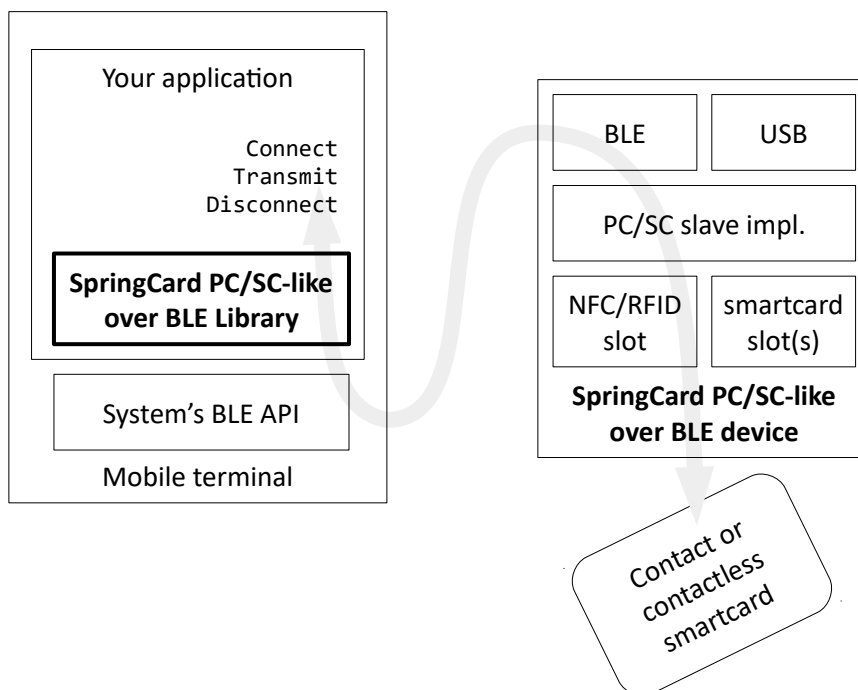 Your application
Connect
Transmit
Disconnect
SpringCard PC/SC-like
over BLE Library
System’s BLE API
Mobile terminal
BLE
USB
PC/SC slave impl.
NFC/RFID
slot
smartcard
slot(s)
SpringCard PC/SC-like
over BLE device
Contact or
contactless
smartcard